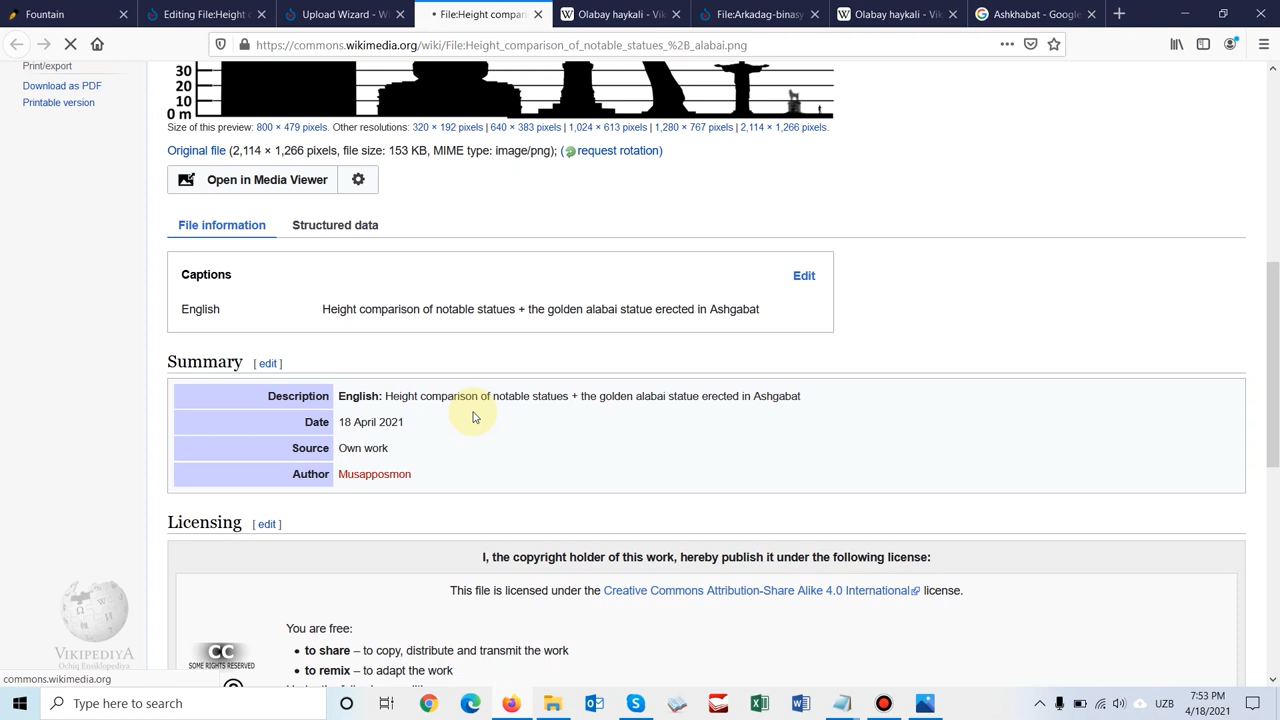 Fountain
Editing File:Height c
Upload Wizard - Wi
File:Height compari
Olabay haykali - Vik
File:Arkadag-binasy
Olabay haykali - Vik
Ashkhabat - Google
https://commons.wikimedia.org/wiki/File:Height_comparison_of_notable_statues_%2B_alabai.png
Print/export
Download as PDF
Printable version
30
20
10
0 m
Size of this preview: 800 × 479 pixels. Other resolutions: 320 × 192 pixels | 640 × 383 pixels | 1,024 × 613 pixels | 1,280 × 767 pixels | 2,114 × 1,266 pixels.
Original file (2,114 × 1,266 pixels, file size: 153 KB, MIME type: image/png); (request rotation)
Open in Media Viewer
File information
Structured data
Captions
Edit
English
Height comparison of notable statues + the golden alabai statue erected in Ashgabat
Summary [ edit ]
Description
English: Height comparison of notable statues + the golden alabai statue erected in Ashgabat
Date
18 April 2021
Source
Own work
Author
Musapposmon
Licensing [ edit ]
I, the copyright holder of this work, hereby publish it under the following license:
This file is licensed under the Creative Commons Attribution-Share Alike 4.0 International license.
You are free:
• to share – to copy, distribute and transmit the work
• to remix – to adapt the work
CC
SOME RIGHTS RESERVED
VIKIPEDIYA
Ochiq Ensiklopediya
commons.wikimedia.org
Type here to search
UZB
7:53 PM
4/18/2021